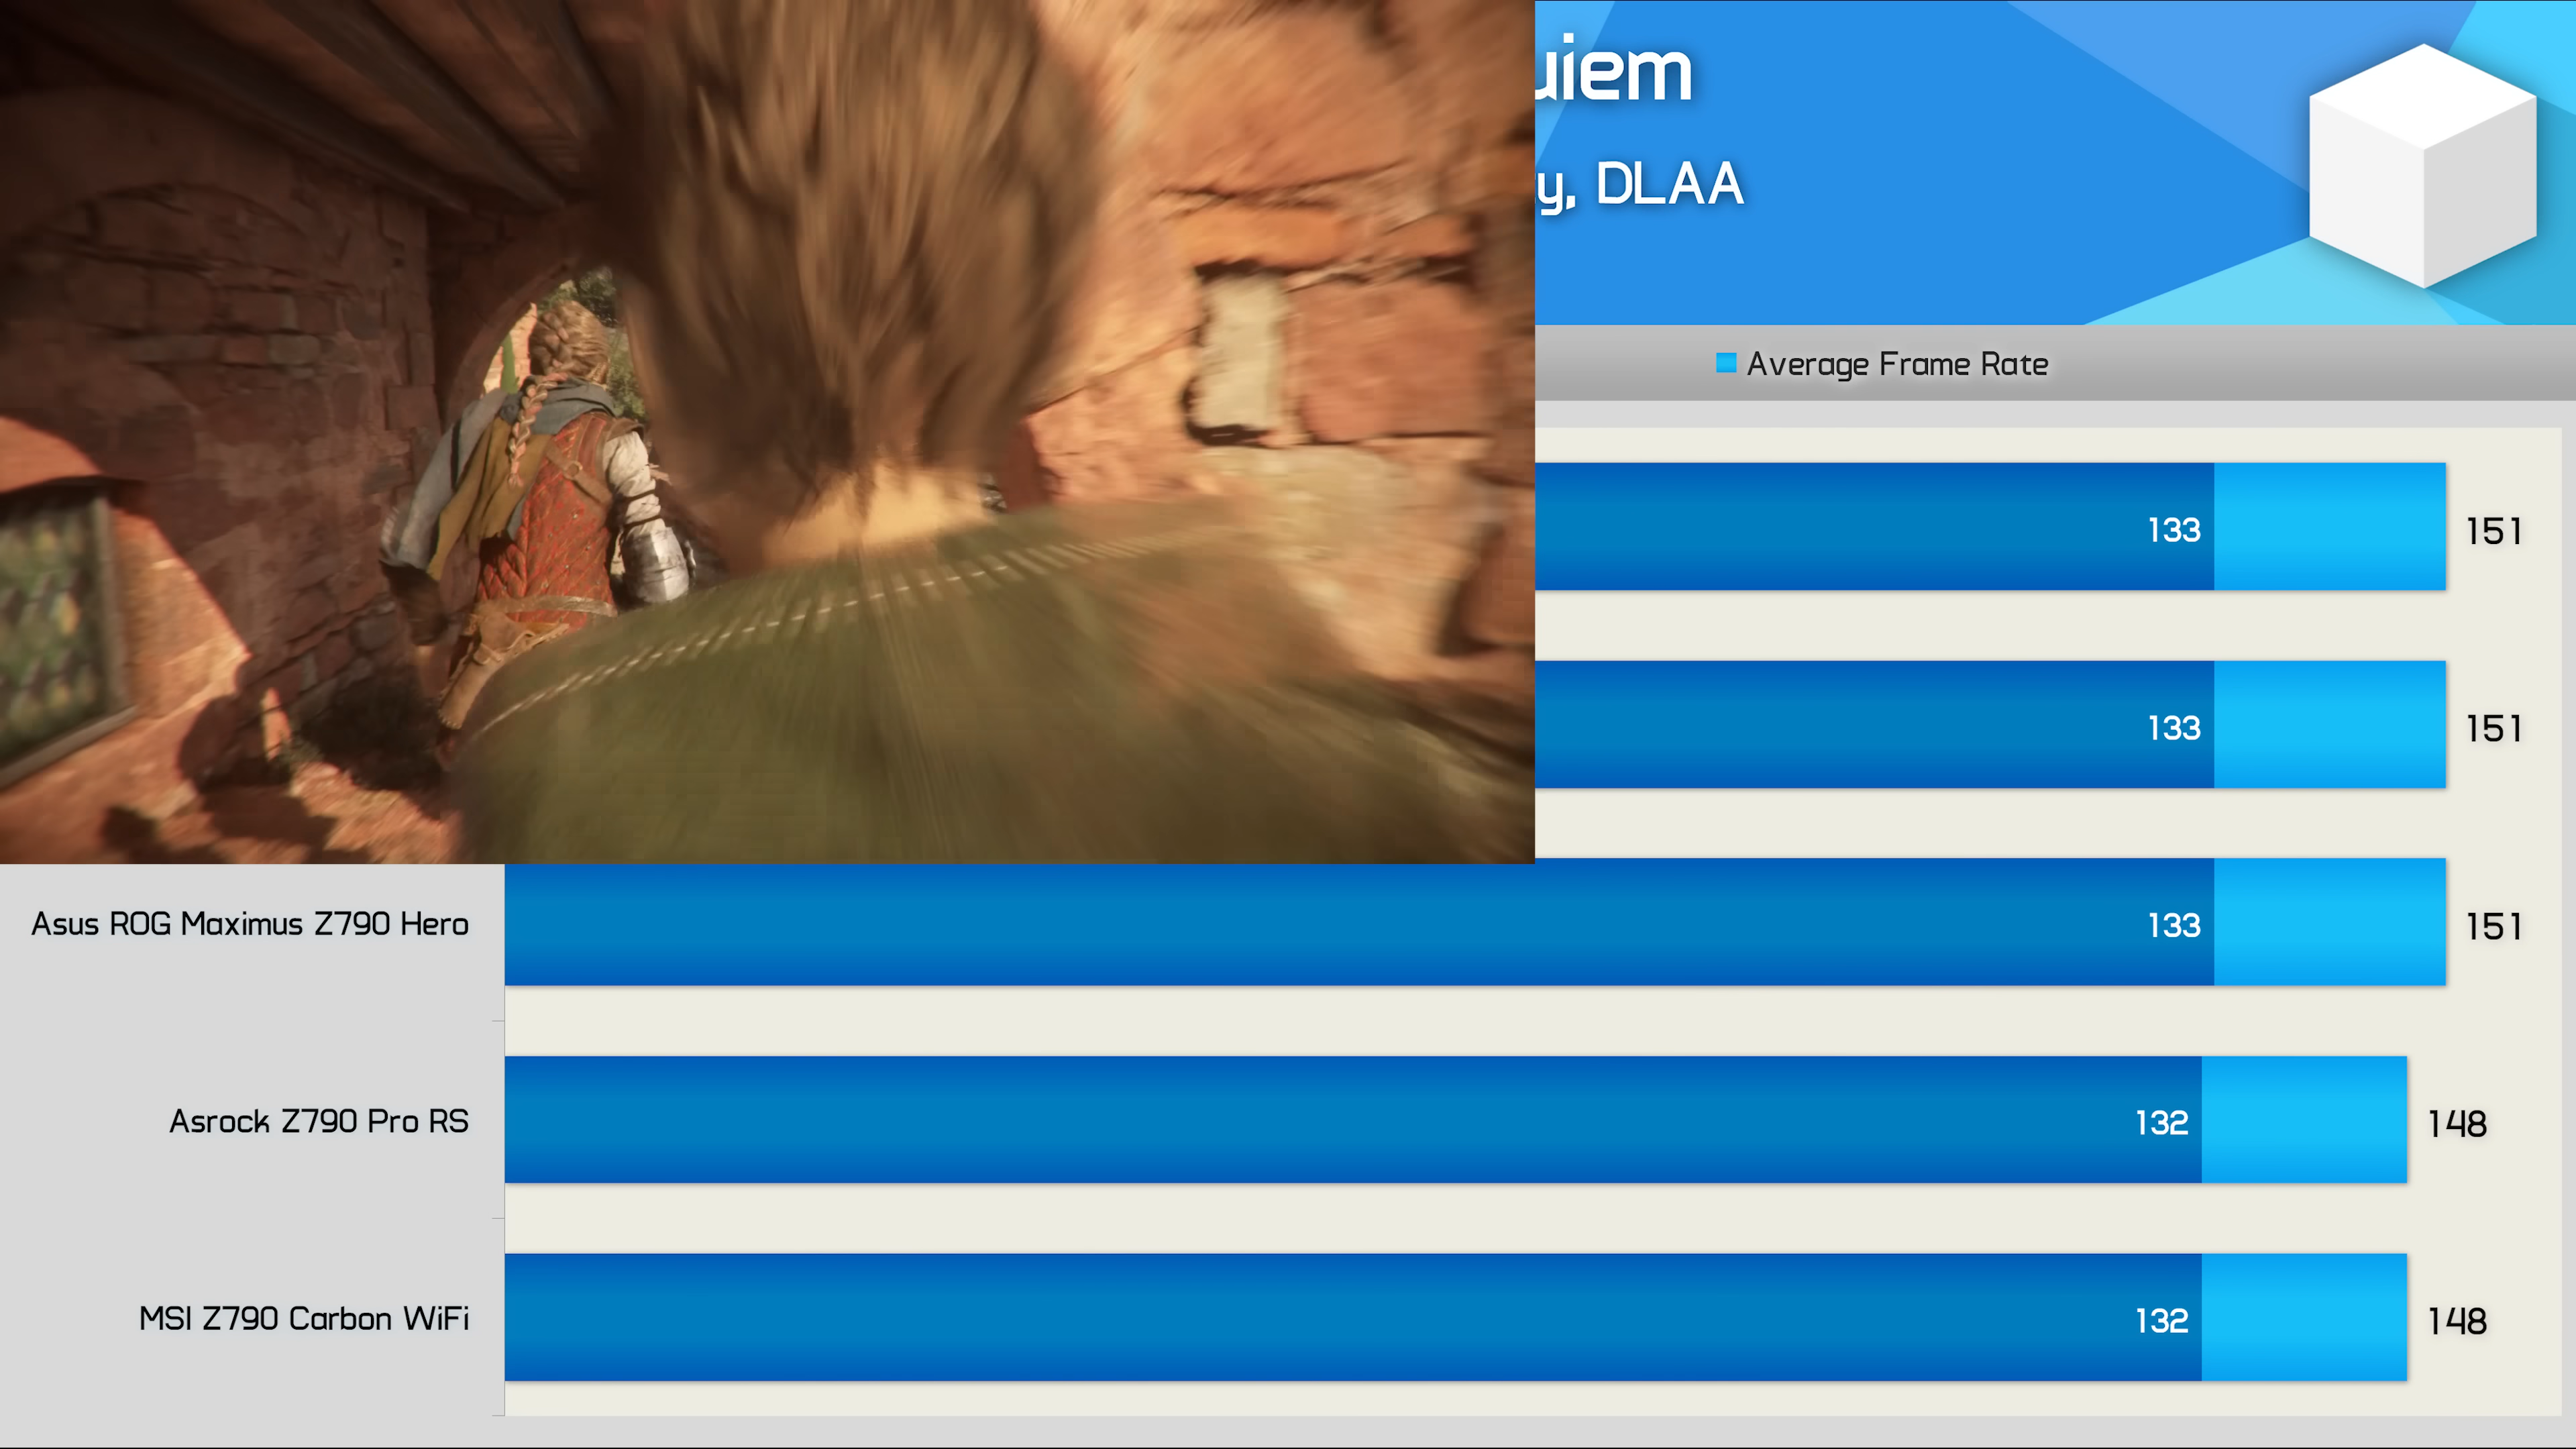 uiem
y, DLAA
Average Frame Rate
133 151
133 151
Asus ROG Maximus Z790 Hero 133 151
Asrock Z790 Pro RS 132 148
MSI Z790 Carbon WiFi 132 148